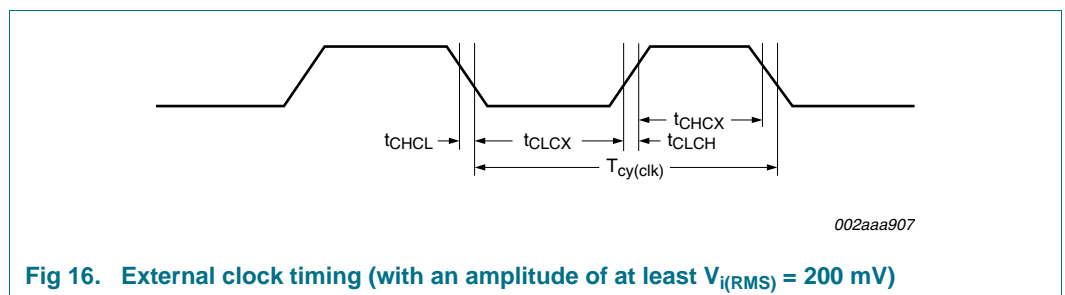 tCHCX
tCHCL
tCLCX
tCLCH
Tcy(clk)
002aaa907
Fig 16. External clock timing (with an amplitude of at least Vi(RMS) = 200 mV)